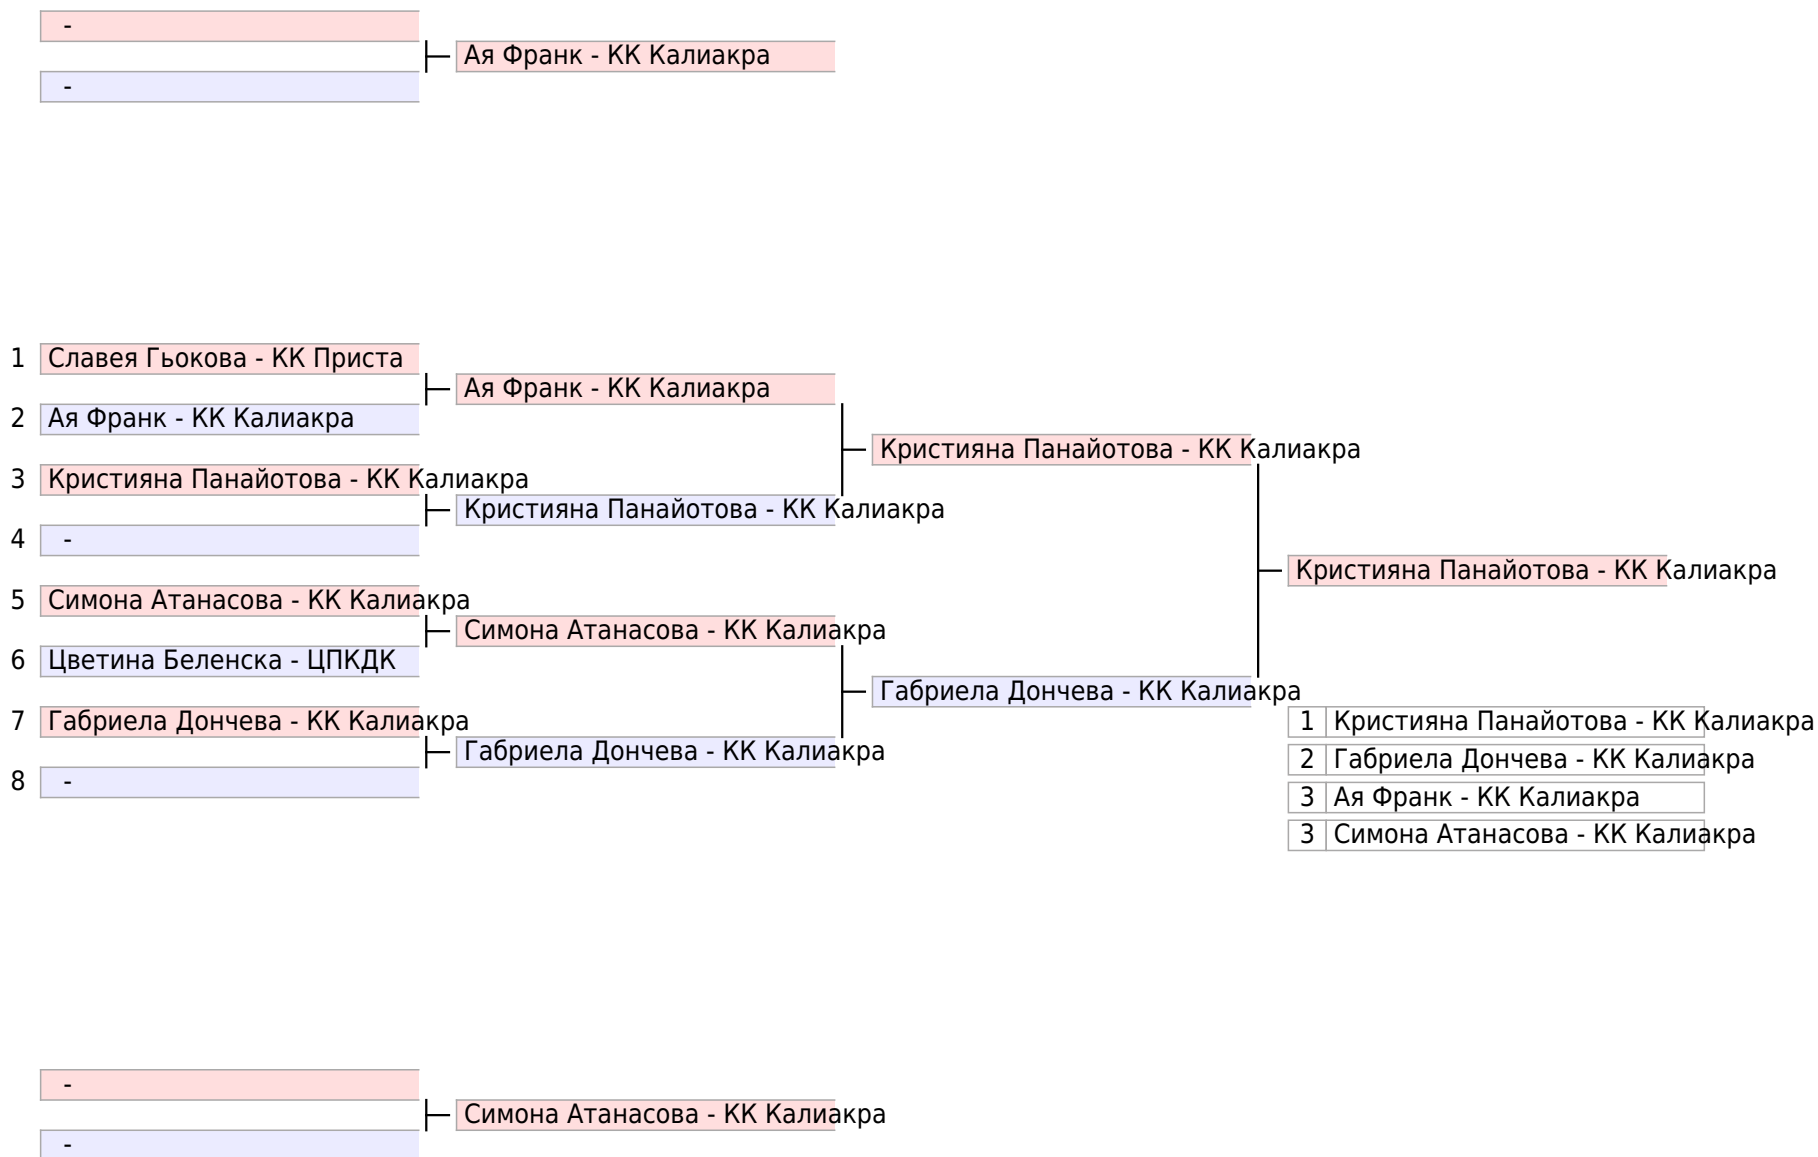 -
Ая Франк - КК Калиакра
-
1 Славея Гьокова - КК Приста
Ая Франк - КК Калиакра
2 Ая Франк - КК Калиакра
Кристияна Панайотова - КК Калиакра
3 Кристияна Панайотова - КК Калиакра
Кристияна Панайотова - КК Калиакра
4 -
Кристияна Панайотова - КК Калиакра
5 Симона Атанасова - КК Калиакра
Симона Атанасова - КК Калиакра
6 Цветина Беленска - ЦПКДК
Габриела Дончева - КК Калиакра
7 Габриела Дончева - КК Калиакра
1 Кристияна Панайотова - КК Калиакра
Габриела Дончева - КК Калиакра
2 Габриела Дончева - КК Калиакра
8 -
3 Ая Франк - КК Калиакра
3 Симона Атанасова - КК Калиакра
-
Симона Атанасова - КК Калиакра
-